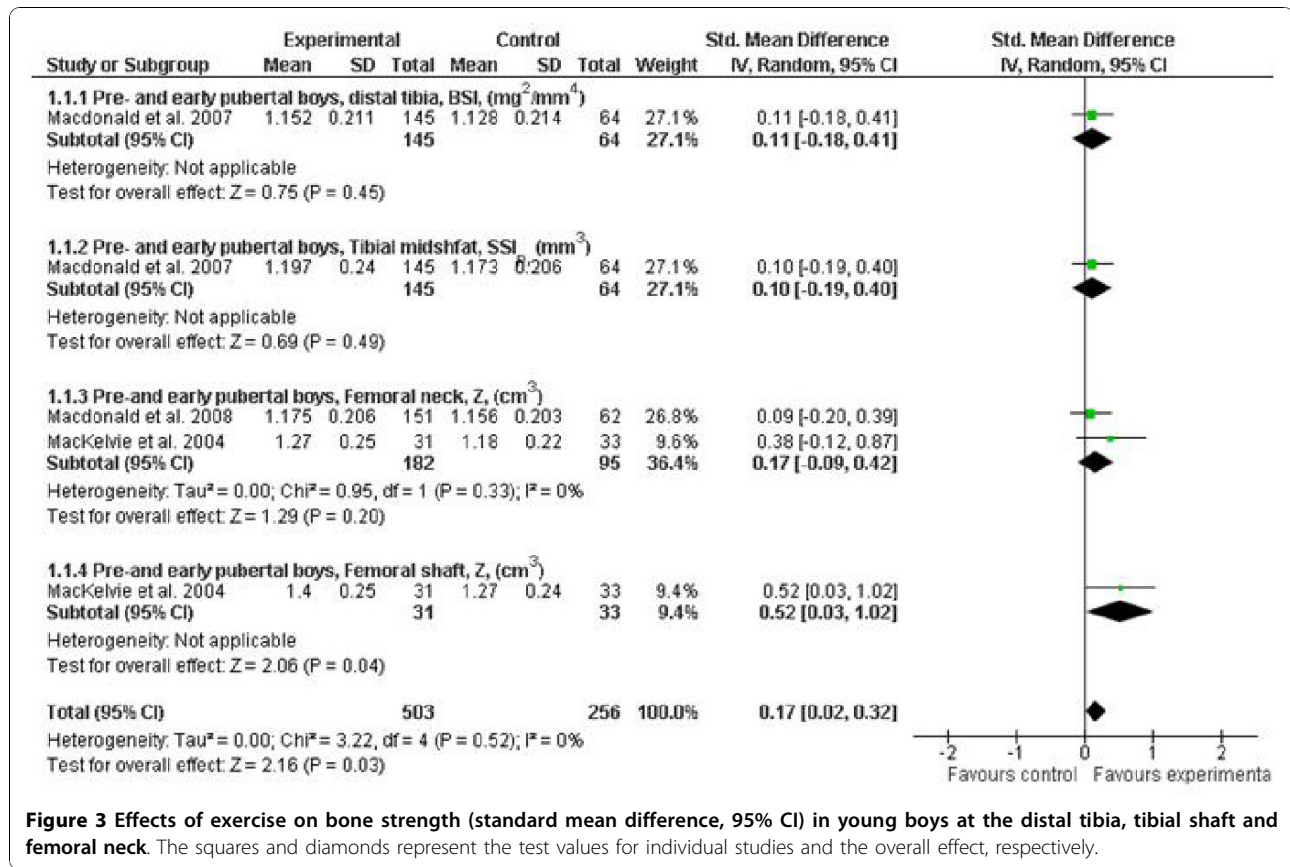 Experimental Control Std. Mean Difference Std. Mean Difference
Study or Subgroup Mean SD Total Mean SD Total Weight IV, Random, 95% CI IV, Random, 95% CI
1.1.1 Pre- and early pubertal boys, distal tibia, BSI, (mg²/mm⁴)
Macdonald et al. 2007 1.152 0.211 145 1.128 0.214 64 27.1% 0.11 [-0.18, 0.41]
Subtotal (95% CI) 145 64 27.1% 0.11 [-0.18, 0.41]
Heterogeneity: Not applicable
Test for overall effect: Z = 0.75 (P = 0.45)
1.1.2 Pre- and early pubertal boys, Tibial midshfat, SSIₚ (mm³)
Macdonald et al. 2007 1.197 0.24 145 1.173 0.206 64 27.1% 0.10 [-0.19, 0.40]
Subtotal (95% CI) 145 64 27.1% 0.10 [-0.19, 0.40]
Heterogeneity: Not applicable
Test for overall effect: Z = 0.69 (P = 0.49)
1.1.3 Pre-and early pubertal boys, Femoral neck, Z, (cm³)
Macdonald et al. 2008 1.175 0.206 151 1.156 0.203 62 26.8% 0.09 [-0.20, 0.39]
MacKelvie et al. 2004 1.27 0.25 31 1.18 0.22 33 9.6% 0.38 [-0.12, 0.87]
Subtotal (95% CI) 182 95 36.4% 0.17 [-0.09, 0.42]
Heterogeneity: Tau² = 0.00; Chi² = 0.95, df = 1 (P = 0.33); I² = 0%
Test for overall effect: Z = 1.29 (P = 0.20)
1.1.4 Pre-and early pubertal boys, Femoral shaft, Z, (cm³)
MacKelvie et al. 2004 1.4 0.25 31 1.27 0.24 33 9.4% 0.52 [0.03, 1.02]
Subtotal (95% CI) 31 33 9.4% 0.52 [0.03, 1.02]
Heterogeneity: Not applicable
Test for overall effect: Z = 2.06 (P = 0.04)
Total (95% CI) 503 256 100.0% 0.17 [0.02, 0.32]
Heterogeneity: Tau² = 0.00; Chi² = 3.22, df = 4 (P = 0.52); I² = 0%
Test for overall effect: Z = 2.16 (P = 0.03)
-2 -1 0 1 2
Favours control Favours experimenta
Figure 3 Effects of exercise on bone strength (standard mean difference, 95% CI) in young boys at the distal tibia, tibial shaft and
femoral neck. The squares and diamonds represent the test values for individual studies and the overall effect, respectively.